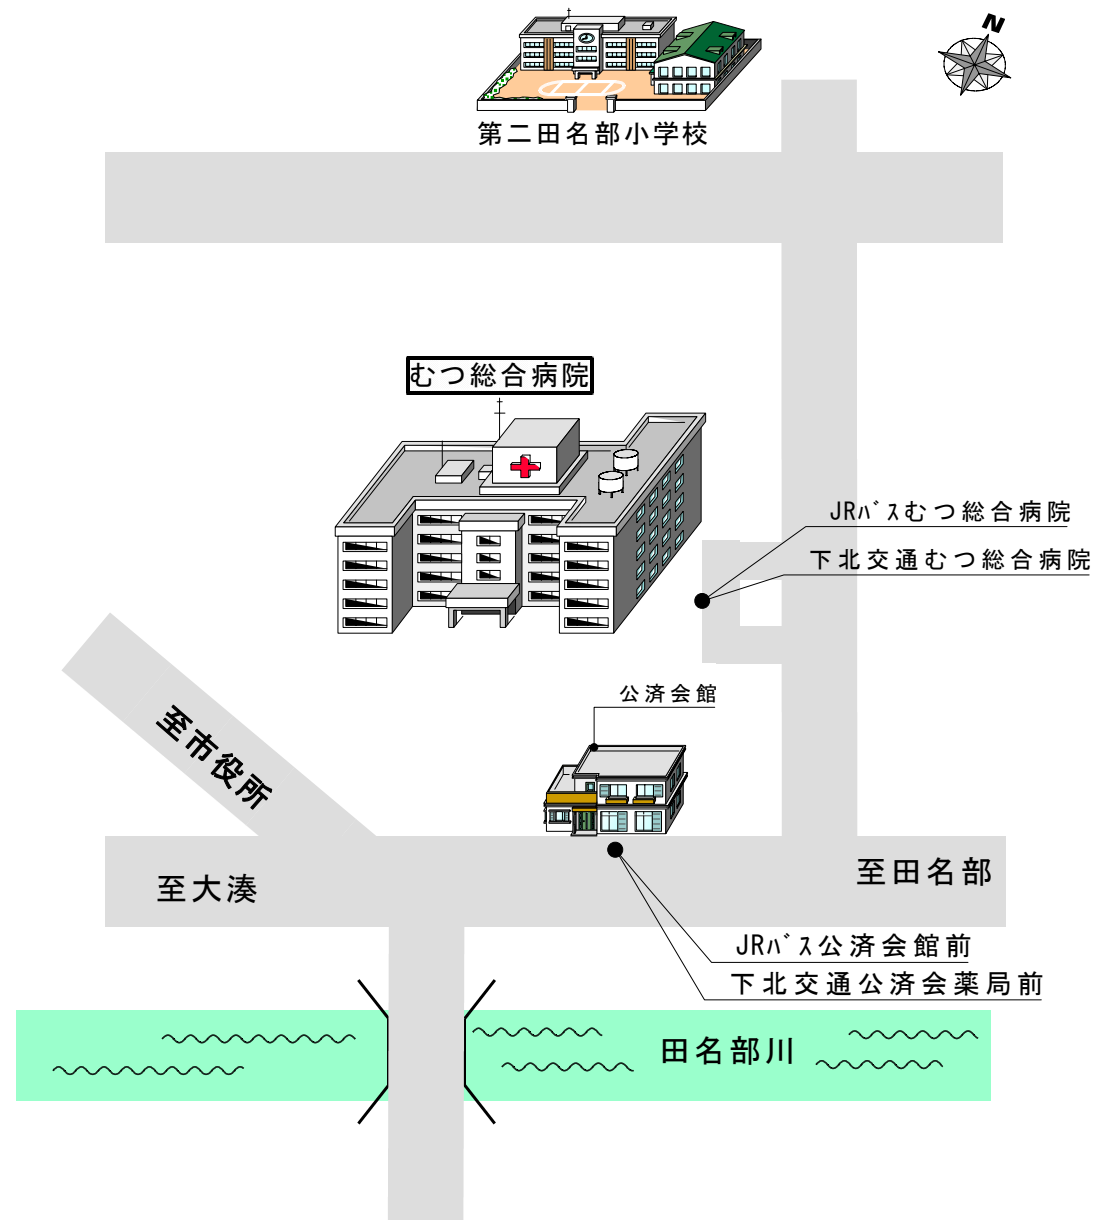 N
第二田名部小学校
むつ総合病院
JRﾊﾞｽむつ総合病院
下北交通むつ総合病院
公済会館
至市役所
至大湊
至田名部
JRﾊﾞｽ公済会館前
下北交通公済会薬局前
田名部川